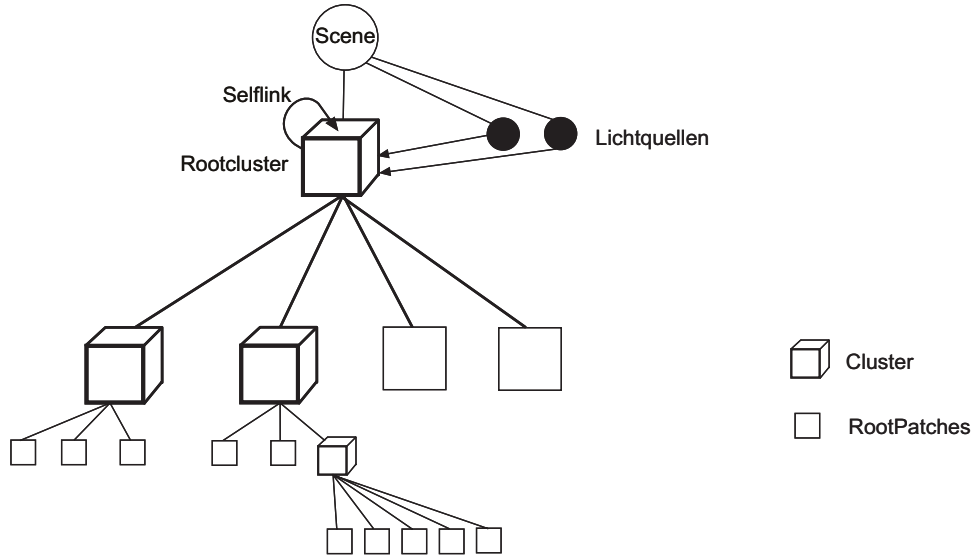 Scene
Selflink
Lichtquellen
Rootcluster
Cluster
RootPatches